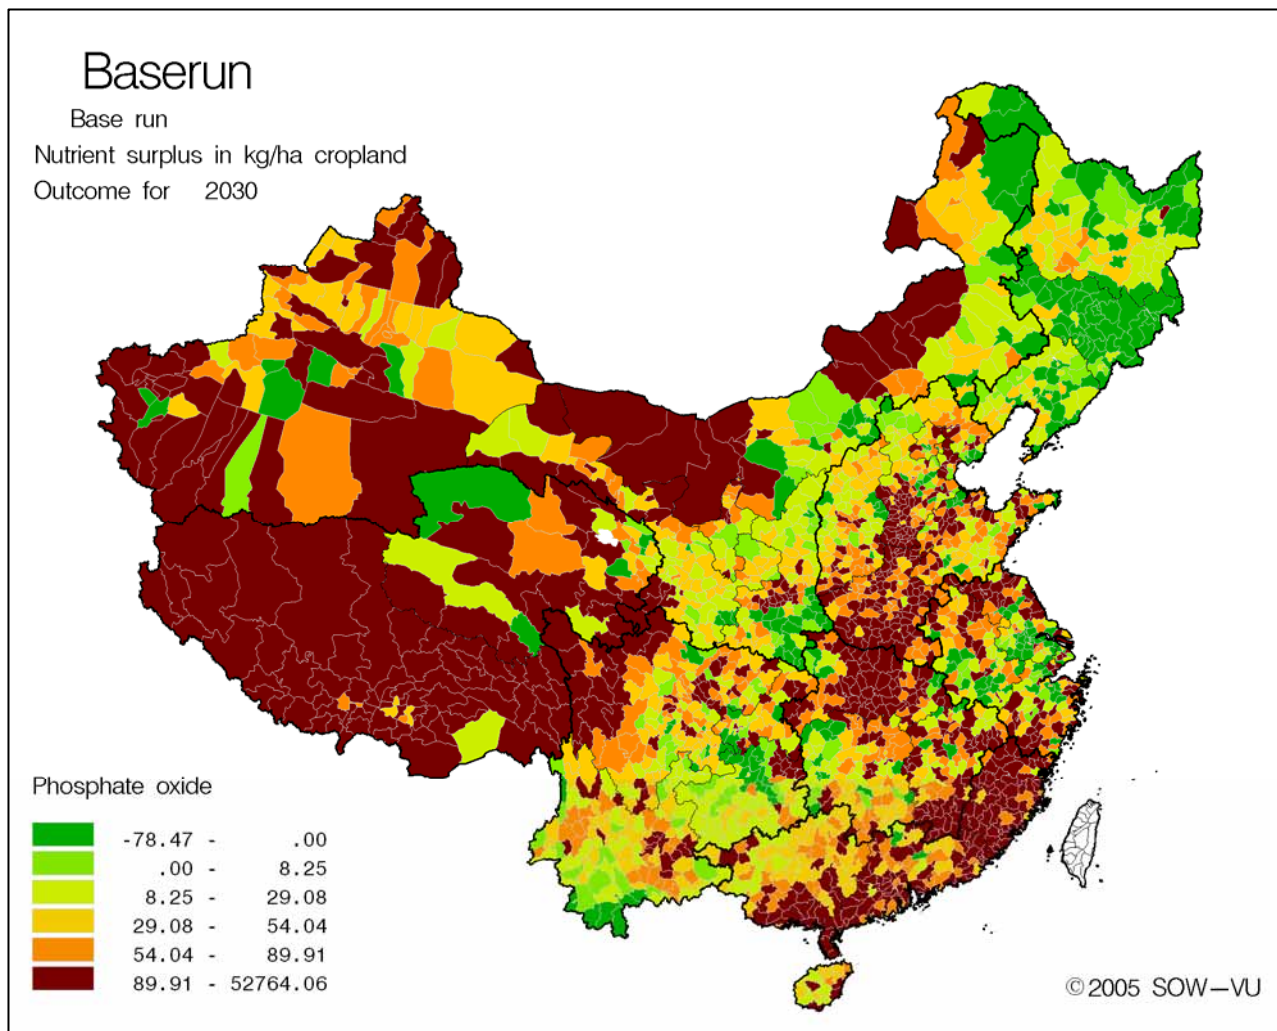 Baserun
Base run
Nutrient surplus in kg/ha cropland
Outcome for 2030
Phosphate oxide
-78.47 - .00
.00 - 8.25
8.25 - 29.08
29.08 - 54.04
54.04 - 89.91
89.91 - 52764.06
© 2005 SOW-VU